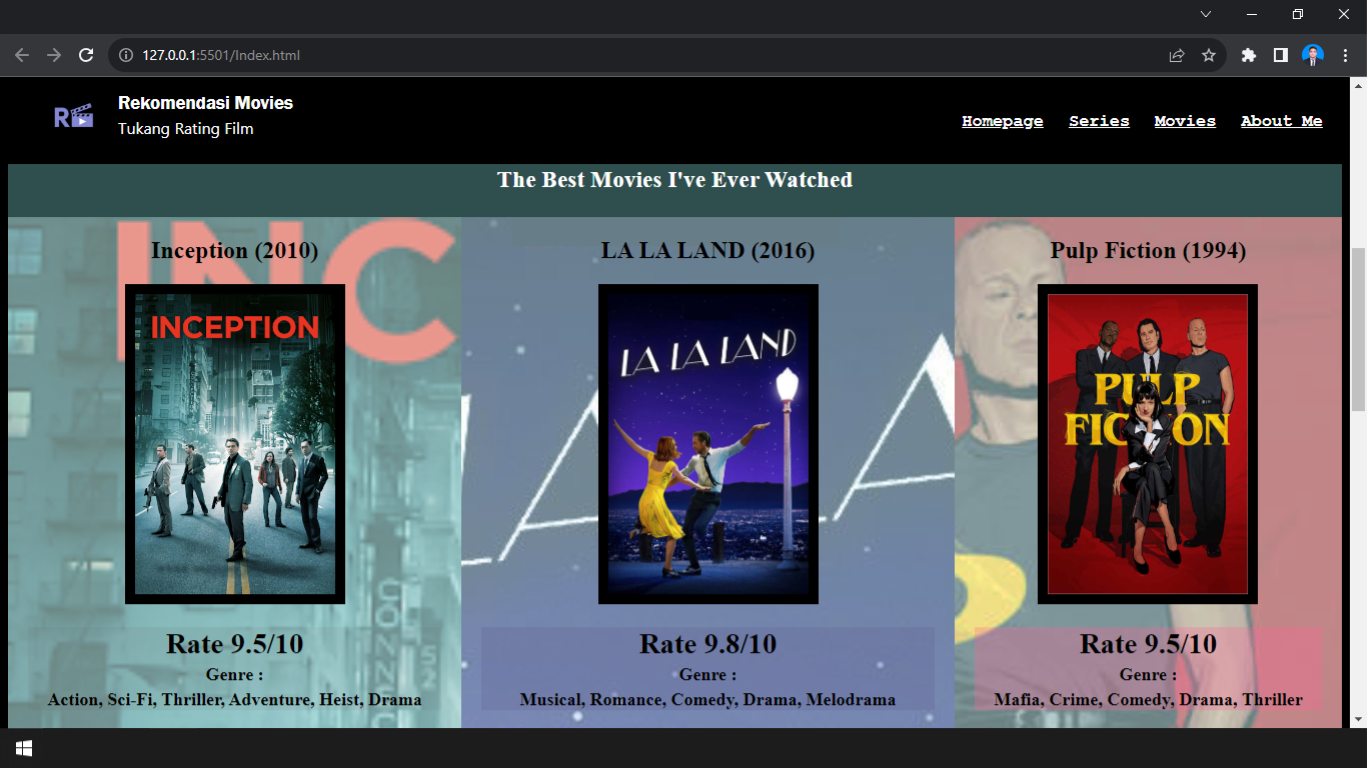 127.0.0.1:5501/Index.html
R
Rekomendasi Movies
Tukang Rating Film
Homepage Series Movies About Me
The Best Movies I've Ever Watched
INC
Inception (2010)
INCEPTION
LA LA LAND (2016)
LA LA LAND
Pulp Fiction (1994)
PULP
FICTION
Rate 9.5/10
Genre :
Action, Sci-Fi, Thriller, Adventure, Heist, Drama
Rate 9.8/10
Genre :
Musical, Romance, Comedy, Drama, Melodrama
Rate 9.5/10
Genre :
Mafia, Crime, Comedy, Drama, Thriller